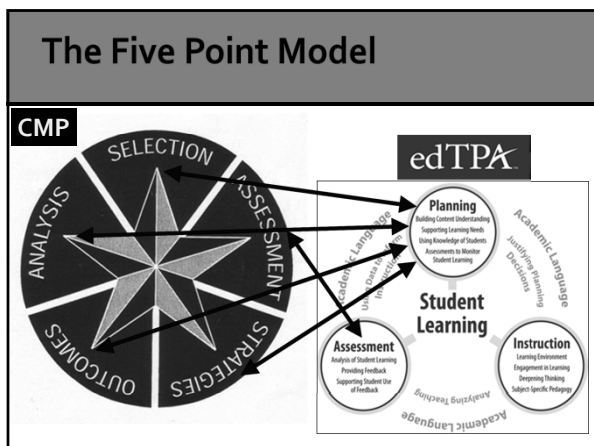 The Five Point Model
CMP
SELECTION
ASSESSMENT
STRATEGIES
OUTCOMES
ANALYSIS
edTPA
Planning
Building Content Understanding
Supporting Learning Needs
Using Knowledge of Students
Assessments to Monitor
Student Learning
Academic Language
Academic Language
Justifying Planning
Decisions
Student
Learning
Assessment
Analysis of Student Learning
Providing Feedback
Supporting Student Use
of Feedback
Instruction
Learning Environment
Engagement in Learning
Deepening Thinking
Subject-Specific Pedagogy
Analyzing Teaching
Academic Language